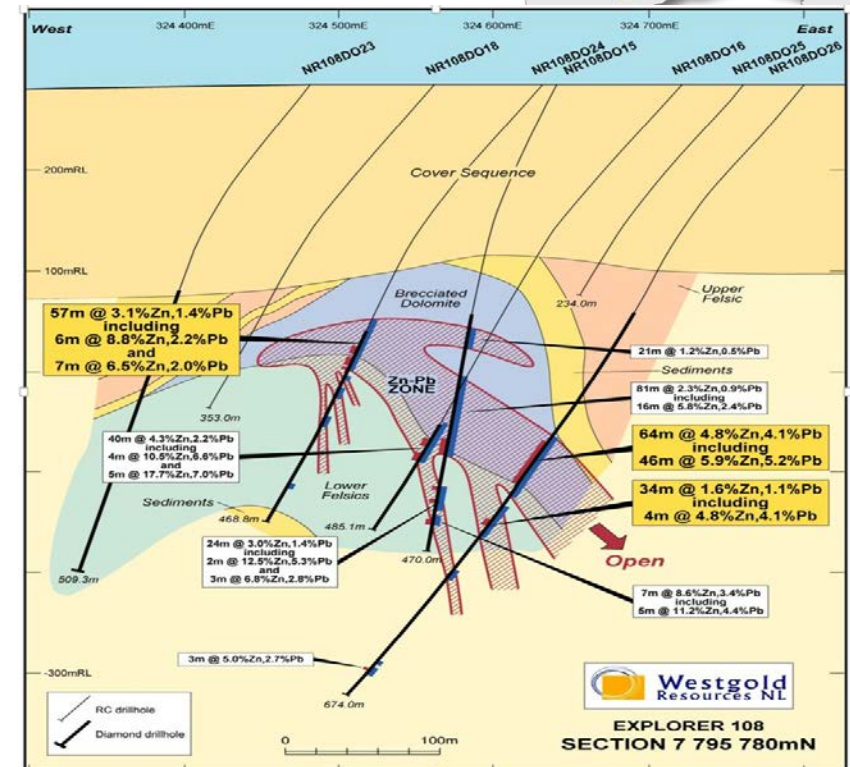 324 400mE
324 500mE
324 600mE
324 700mE
West
East
NR108DO23
NR108DO18
NR108DO24
NR108DO15
NR108DO16
NR108DO25
NR108DO26
200mRL
Cover Sequence
100mRL
Brecciated
Dolomite
Upper
Felsic
234.0m
57m @ 3.1%Zn,1.4%Pb
including
6m @ 8.8%Zn,2.2%Pb
and
7m @ 6.5%Zn,2.0%Pb
21m @ 1.2%Zn,0.5%Pb
Sediments
Zn-Pb
ZONE
81m @ 2.3%Zn,0.9%Pb
including
16m @ 5.8%Zn,2.4%Pb
353.0m
40m @ 4.3%Zn,2.2%Pb
including
4m @ 10.5%Zn,6.6%Pb
and
5m @ 17.7%Zn,7.0%Pb
64m @ 4.8%Zn,4.1%Pb
including
46m @ 5.9%Zn,5.2%Pb
Lower
Felsics
Sediments
34m @ 1.6%Zn,1.1%Pb
including
4m @ 4.8%Zn,4.1%Pb
468.8m
485.1m
24m @ 3.0%Zn,1.4%Pb
including
2m @ 12.5%Zn,5.3%Pb
and
3m @ 6.8%Zn,2.8%Pb
470.0m
Open
509.3m
7m @ 8.6%Zn,3.4%Pb
including
5m @ 11.2%Zn,4.4%Pb
3m @ 5.0%Zn,2.7%Pb
-300mRL
674.0m
Westgold
Resources NL
RC drillhole
Diamond drillhole
0
100m
EXPLORER 108
SECTION 7 795 780mN